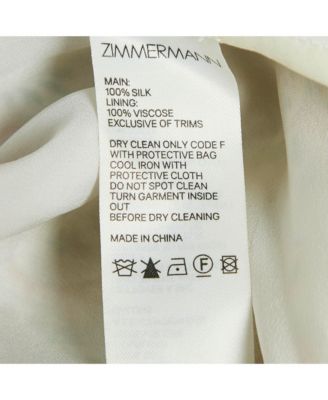 ZIMMERMANN
MAIN:
100% SILK
LINING:
100% VISCOSE
EXCLUSIVE OF TRIMS
DRY CLEAN ONLY CODE F
WITH PROTECTIVE BAG
COOL IRON WITH
PROTECTIVE CLOTH
DO NOT SPOT CLEAN
TURN GARMENT INSIDE
OUT
BEFORE DRY CLEANING
MADE IN CHINA
F